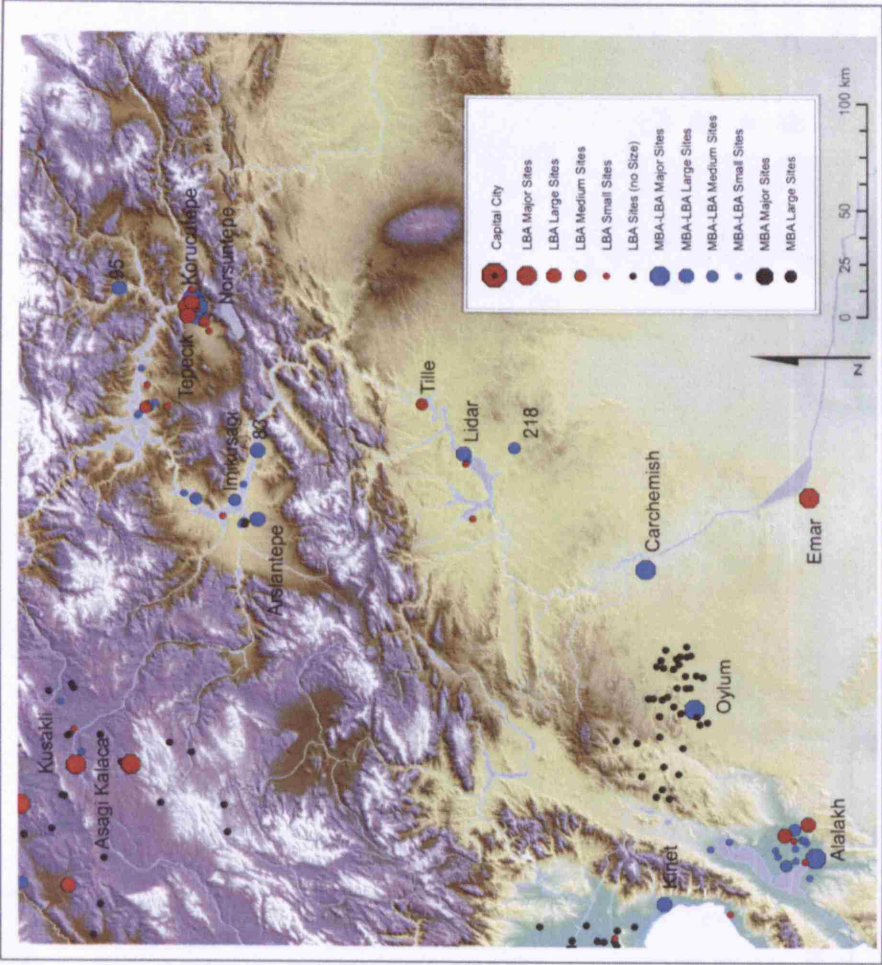 Kusakli
Asagi Kalaca
95
Korucutepe
Norsuntepe
Tepecik
Imikusagi
83
Arslantepe
Tille
Lidar
218
Carchemish
Emar
Oylum
Kinet
Alalakh
Capital City
LBA Major Sites
LBA Large Sites
LBA Medium Sites
LBA Small Sites
LBA Sites (no Size)
MBA-LBA Major Sites
MBA-LBA Large Sites
MBA-LBA Medium Sites
MBA-LBA Small Sites
MBA Major Sites
MBA Large Sites
0 25 50 100 km
N